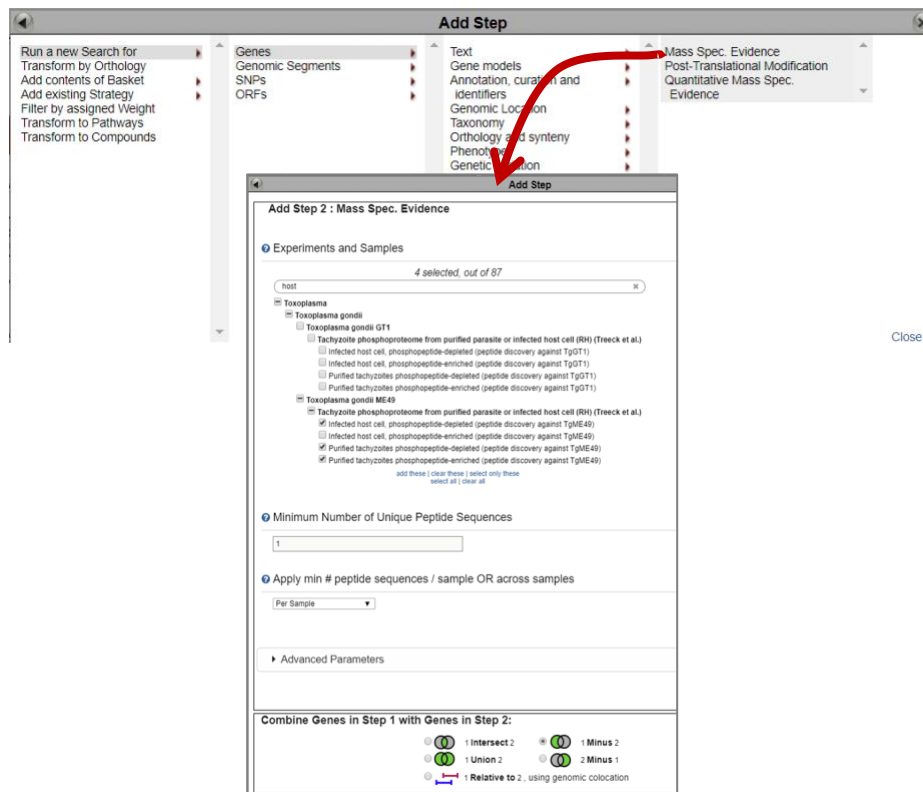 Add Step
Run a new Search for
Transform by Orthology
Add contents of Basket
Add existing Strategy
Filter by assigned Weight
Transform to Pathways
Transform to Compounds
Genes
Genomic Segments
SNPs
ORFs
Text
Gene models
Annotation, curation and
identifiers
Genomic Location
Taxonomy
Orthology and synteny
Phenotype
Genetic
Mass Spec. Evidence
Post-Translational Modification
Quantitative Mass Spec.
Evidence
Close
Add Step
Add Step 2 : Mass Spec. Evidence
Experiments and Samples
4 selected, out of 87
host
Toxoplasma
Toxoplasma gondii
Toxoplasma gondii GT1
Tachyzoite phosphoproteome from purified parasite or infected host cell (RH) (Treeck et al.)
Infected host cell, phosphopeptide-depleted (peptide discovery against TgGT1)
Infected host cell, phosphopeptide-enriched (peptide discovery against TgGT1)
Purified tachyzoites phosphopeptide-depleted (peptide discovery against TgGT1)
Purified tachyzoites phosphopeptide-enriched (peptide discovery against TgGT1)
Toxoplasma gondii ME49
Tachyzoite phosphoproteome from purified parasite or infected host cell (RH) (Treeck et al.)
Infected host cell, phosphopeptide-depleted (peptide discovery against TgME49)
Infected host cell, phosphopeptide-enriched (peptide discovery against TgME49)
Purified tachyzoites phosphopeptide-depleted (peptide discovery against TgME49)
Purified tachyzoites phosphopeptide-enriched (peptide discovery against TgME49)
add these | clear these | select only these
select all | clear all
Minimum Number of Unique Peptide Sequences
1
Apply min # peptide sequences / sample OR across samples
Per Sample
Advanced Parameters
Combine Genes in Step 1 with Genes in Step 2:
1 Intersect 2
1 Minus 2
1 Union 2
2 Minus 1
1 Relative to 2 , using genomic colocation